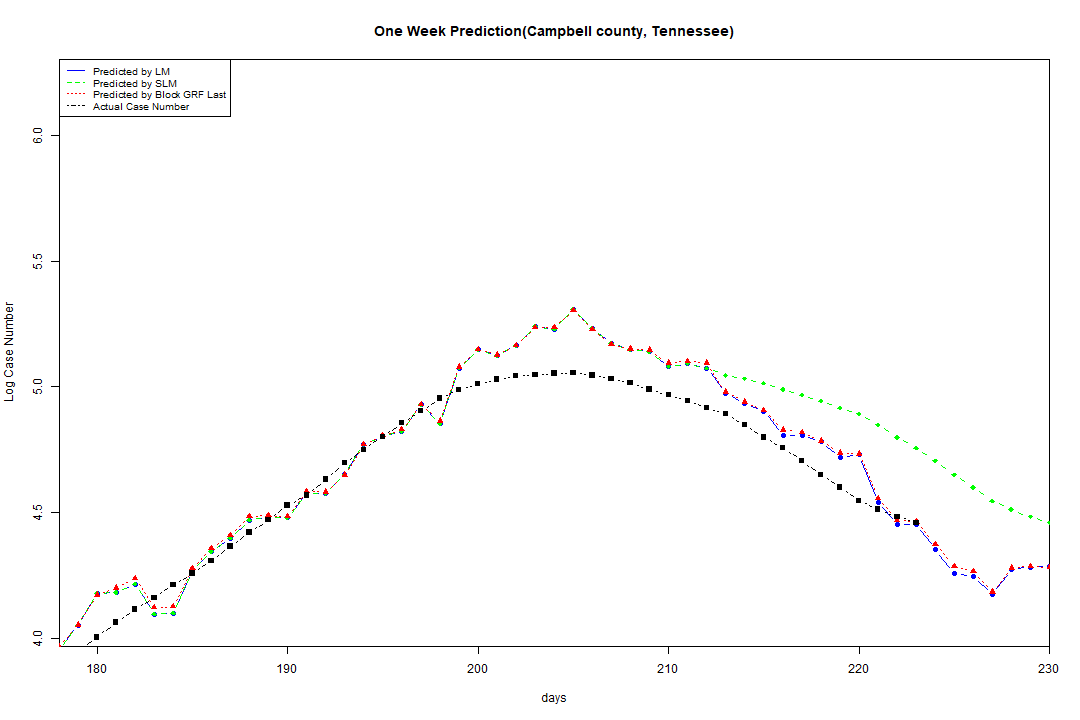 One Week Prediction(Campbell county, Tennessee)
Predicted by LM
Predicted by SLM
Predicted by Block GRF Last
Actual Case Number
6.0
5.5
5.0
4.5
4.0
Log Case Number
180 190 200 210 220 230
days